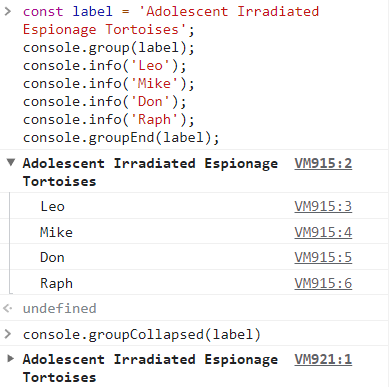 const label = 'Adolescent Irradiated
Espionage Tortoises';
console.group(label);
console.info('Leo');
console.info('Mike');
console.info('Don');
console.info('Raph');
console.groupEnd(label);
Adolescent Irradiated Espionage VM915:2
Tortoises
Leo VM915:3
Mike VM915:4
Don VM915:5
Raph VM915:6
undefined
console.groupCollapsed(label)
Adolescent Irradiated Espionage VM921:1
Tortoises